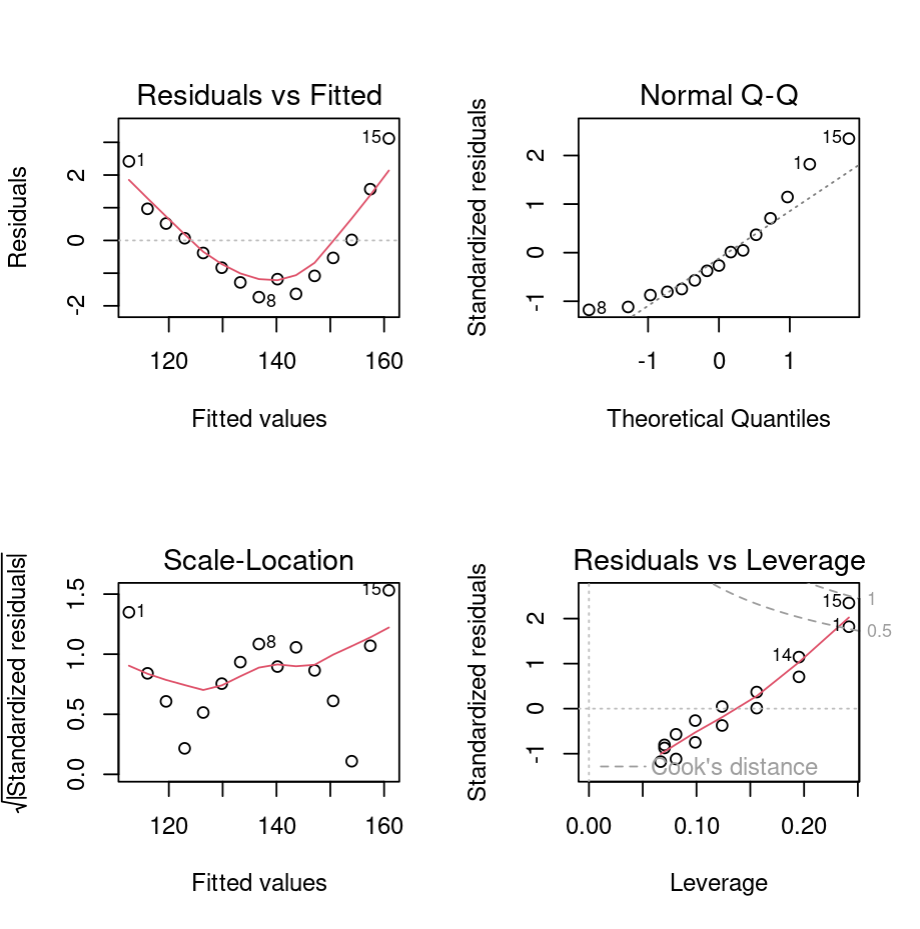 Residuals vs Fitted
Residuals
2
0
-2
1
15
8
120 140 160
Fitted values
Normal Q-Q
Standardized residuals
2
1
0
-1
15
1
8
-1 0 1
Theoretical Quantiles
Scale-Location
√|Standardized residuals|
1.5
1.0
0.5
0.0
15
1
8
120 140 160
Fitted values
Residuals vs Leverage
Standardized residuals
2
1
0
-1
15
1
14
1
0.5
Cook's distance
0.00 0.10 0.20
Leverage